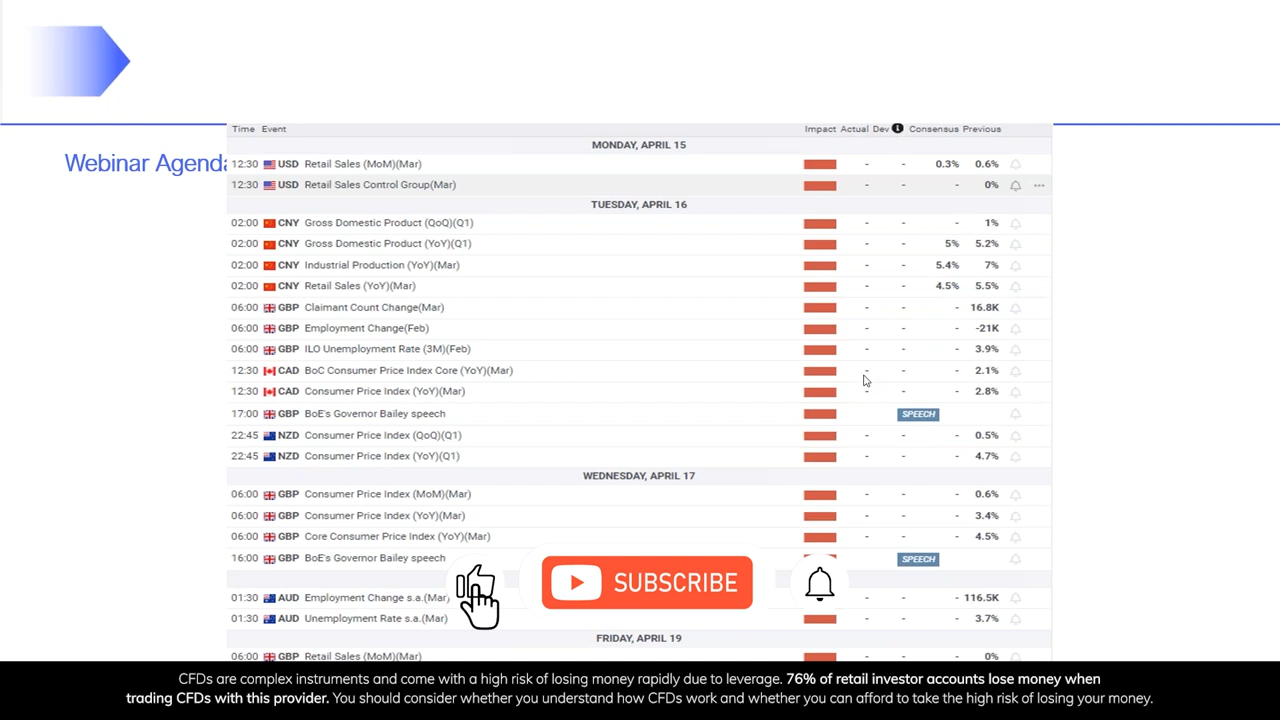 Webinar Agenda
Time Event Impact Actual Dev Consensus Previous
MONDAY, APRIL 15
12:30 USD Retail Sales (MoM)(Mar) - - 0.3% 0.6%
12:30 USD Retail Sales Control Group(Mar) - - - 0%
TUESDAY, APRIL 16
02:00 CNY Gross Domestic Product (QoQ)(Q1) - - - 1%
02:00 CNY Gross Domestic Product (YoY)(Q1) - - 5% 5.2%
02:00 CNY Industrial Production (YoY)(Mar) - - 5.4% 7%
02:00 CNY Retail Sales (YoY)(Mar) - - 4.5% 5.5%
06:00 GBP Claimant Count Change(Mar) - - - 16.8K
06:00 GBP Employment Change(Feb) - - - -21K
06:00 GBP ILO Unemployment Rate (3M)(Feb) - - - 3.9%
12:30 CAD BoC Consumer Price Index Core (YoY)(Mar) - - - 2.1%
12:30 CAD Consumer Price Index (YoY)(Mar) - - - 2.8%
17:00 GBP BoE's Governor Bailey speech SPEECH
22:45 NZD Consumer Price Index (QoQ)(Q1) - - - 0.5%
22:45 NZD Consumer Price Index (YoY)(Q1) - - - 4.7%
WEDNESDAY, APRIL 17
06:00 GBP Consumer Price Index (MoM)(Mar) - - - 0.6%
06:00 GBP Consumer Price Index (YoY)(Mar) - - - 3.4%
06:00 GBP Core Consumer Price Index (YoY)(Mar) - - - 4.5%
16:00 GBP BoE's Governor Bailey speech SPEECH
SUBSCRIBE
01:30 AUD Employment Change s.a.(Mar) - - - 116.5K
01:30 AUD Unemployment Rate s.a.(Mar) - - - 3.7%
FRIDAY, APRIL 19
06:00 GBP Retail Sales (MoM)(Mar) - - - 0%
CFDs are complex instruments and come with a high risk of losing money rapidly due to leverage. 76% of retail investor accounts lose money when
trading CFDs with this provider. You should consider whether you understand how CFDs work and whether you can afford to take the high risk of losing your money.